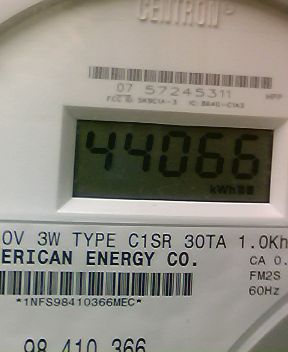 CENTRON
07 57245311
44066
kWh
0V 3W TYPE C1SR 30TA 1.0Kh
ERICAN ENERGY CO.
CA 0.
FM2S
60Hz
*1NFS98410366MEC*
98 410 366